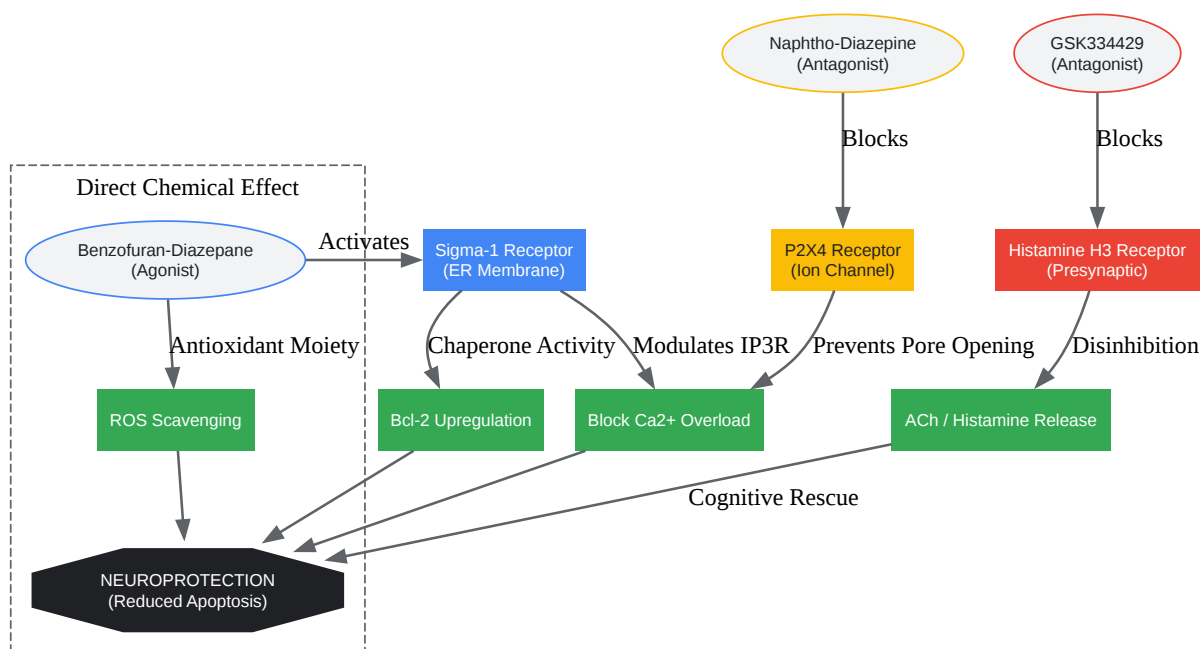 Naphtho-Diazepine
(Antagonist)
GSK334429
(Antagonist)
Blocks
Blocks
Direct Chemical Effect
Benzofuran-Diazepane
(Agonist)
Activates
Sigma-1 Receptor
(ER Membrane)
P2X4 Receptor
(Ion Channel)
Histamine H3 Receptor
(Presynaptic)
Antioxidant Moiety
Chaperone Activity
Modulates IP3R
Prevents Pore Opening
Disinhibition
ROS Scavenging
Bcl-2 Upregulation
Block Ca2+ Overload
ACh / Histamine Release
Cognitive Rescue
NEUROPROTECTION
(Reduced Apoptosis)